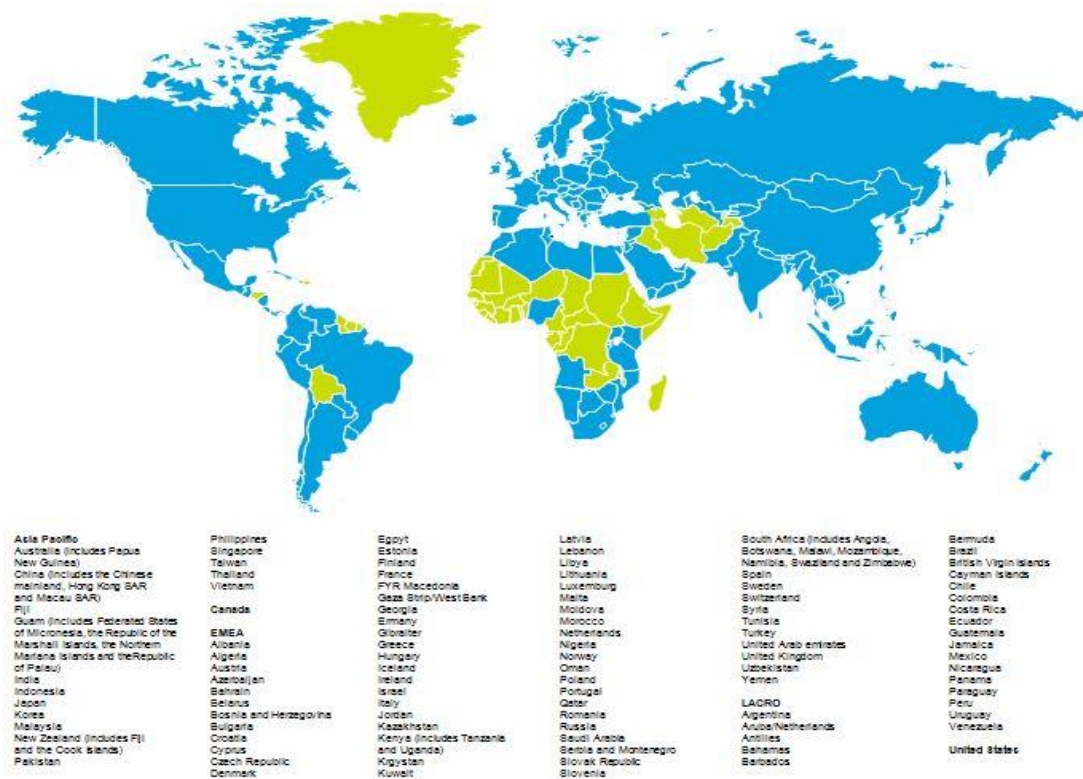 Asia Pacific
Australia (Includes Papua
New Guinea)
China (Includes the Chinese
mainland, Hong Kong SAR
and Macau SAR)
Fiji
Guam (Includes Federated States
of Micronesia, the Republic of the
Marshall Islands, the Northern
Mariana Islands and theRepublic
of Palau)
India
Indonesia
Japan
Korea
Malaysia
New Zealand (Includes Fiji
and the Cook Islands)
Pakistan
Philippines
Singapore
Taiwan
Thailand
Vietnam
Canada
EMEA
Albania
Algeria
Austria
Azerbaijan
Bahrain
Belarus
Bosnia and Herzegovina
Bulgaria
Croatia
Cyprus
Czech Republic
Denmark
Egpyt
Estonia
Finland
France
FYR Macedonia
Gaza Strip/West Bank
Georgia
Ermany
Gibralter
Greece
Hungary
Iceland
Ireland
Israel
Italy
Jordan
Kazakhstan
Kenya (Includes Tanzania
and Uganda)
Krgystan
Kuwait
Latvia
Lebanon
Libya
Lithuania
Luxemburg
Malta
Moldova
Morocco
Netherlands
Nigeria
Norway
Oman
Poland
Portugal
Qatar
Romania
Russia
Saudi Arabia
Serbia and Montenegro
Slovak Republic
Slovenia
South Africa (Includes Angola,
Botswana, Malawi, Mozambique,
Namibia, Swaziland and Zimbabwe)
Spain
Sweden
Switzerland
Syria
Tunisia
Turkey
United Arab emirates
United Kingdom
Uzbekistan
Yemen
LACRO
Argentina
Aruba/Netherlands
Antilles
Bahamas
Barbados
Bermuda
Brazil
British Virgin Islands
Cayman Islands
Chile
Colombia
Costa Rica
Ecuador
Guatemala
Jamaica
Mexico
Nicaragua
Panama
Paraguay
Peru
Uruguay
Venezuela
United States